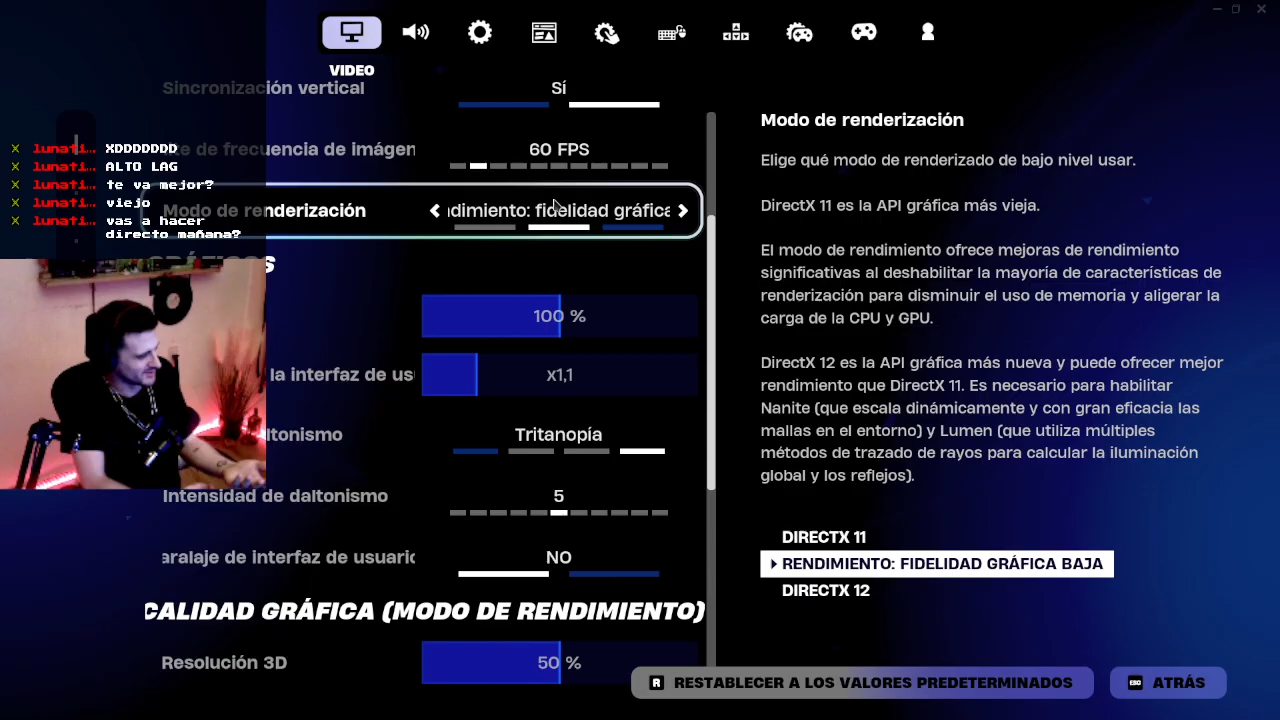 VIDEO
Sincronización vertical
Sí
te de frecuencia de imágen
60 FPS
Modo de renderización
ndimiento: fidelidad gráfica
GRÁFICOS
100 %
la interfaz de usu
x1,1
altonismo
Tritanopía
Intensidad de daltonismo
5
aralaje de interfaz de usuario
NO
CALIDAD GRÁFICA (MODO DE RENDIMIENTO)
Resolución 3D
50 %
X lunati… XDDDDDDD
X lunati… ALTO LAG
X lunati… te va mejor?
X lunati… viejo
X lunati… vas a hacer
directo mañana?
Modo de renderización
Elige qué modo de renderizado de bajo nivel usar.
DirectX 11 es la API gráfica más vieja.
El modo de rendimiento ofrece mejoras de rendimiento
significativas al deshabilitar la mayoría de características de
renderización para disminuir el uso de memoria y aligerar la
carga de la CPU y GPU.
DirectX 12 es la API gráfica más nueva y puede ofrecer mejor
rendimiento que DirectX 11. Es necesario para habilitar
Nanite (que escala dinámicamente y con gran eficacia las
mallas en el entorno) y Lumen (que utiliza múltiples
métodos de trazado de rayos para calcular la iluminación
global y los reflejos).
DIRECTX 11
RENDIMIENTO: FIDELIDAD GRÁFICA BAJA
DIRECTX 12
R RESTABLECER A LOS VALORES PREDETERMINADOS
ESC ATRÁS